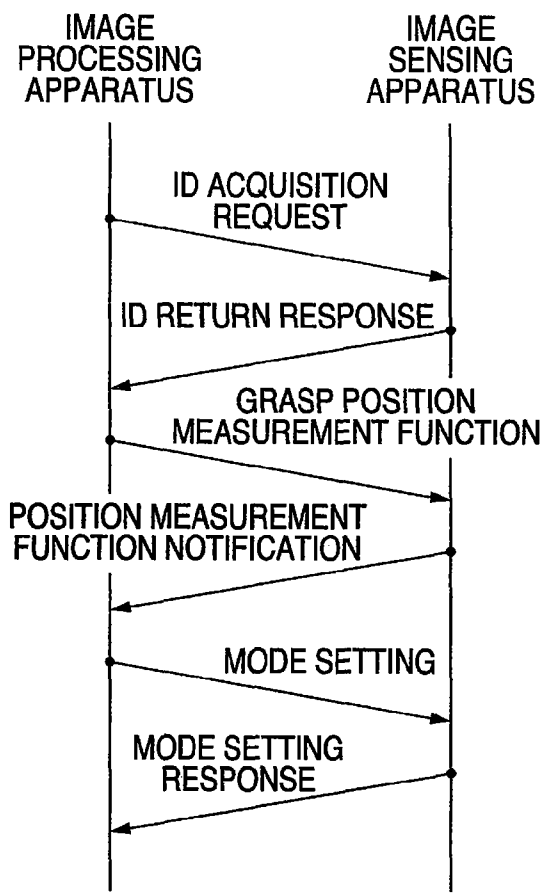 IMAGE
PROCESSING
APPARATUS
IMAGE
SENSING
APPARATUS
ID ACQUISITION
REQUEST
ID RETURN RESPONSE
GRASP POSITION
MEASUREMENT FUNCTION
POSITION MEASUREMENT
FUNCTION NOTIFICATION
MODE SETTING
MODE SETTING
RESPONSE